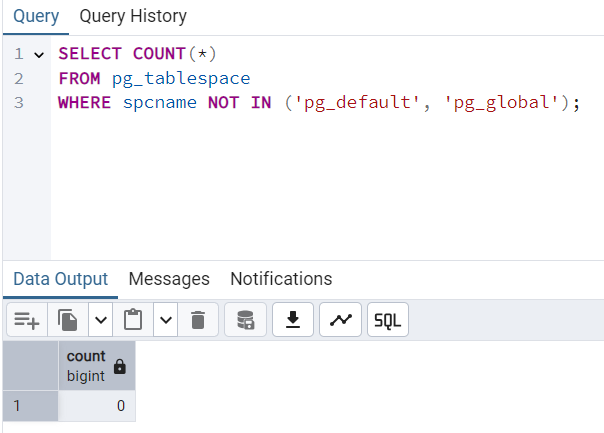 Query Query History
1 SELECT COUNT(*)
2 FROM pg_tablespace
3 WHERE spcname NOT IN ('pg_default', 'pg_global');
Data Output Messages Notifications
SQL
count
bigint
1 0